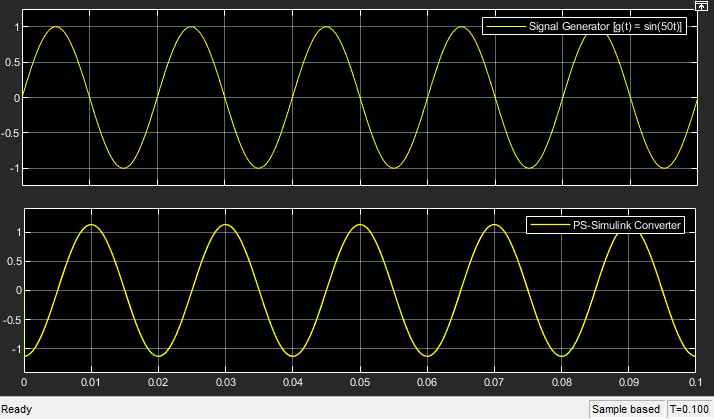 Signal Generator [g(t) = sin(50t)]
1
0.5
0
-0.5
-1
PS-Simulink Converter
1
0.5
0
-0.5
-1
0 0.01 0.02 0.03 0.04 0.05 0.06 0.07 0.08 0.09 0.1
Ready Sample based T=0.100